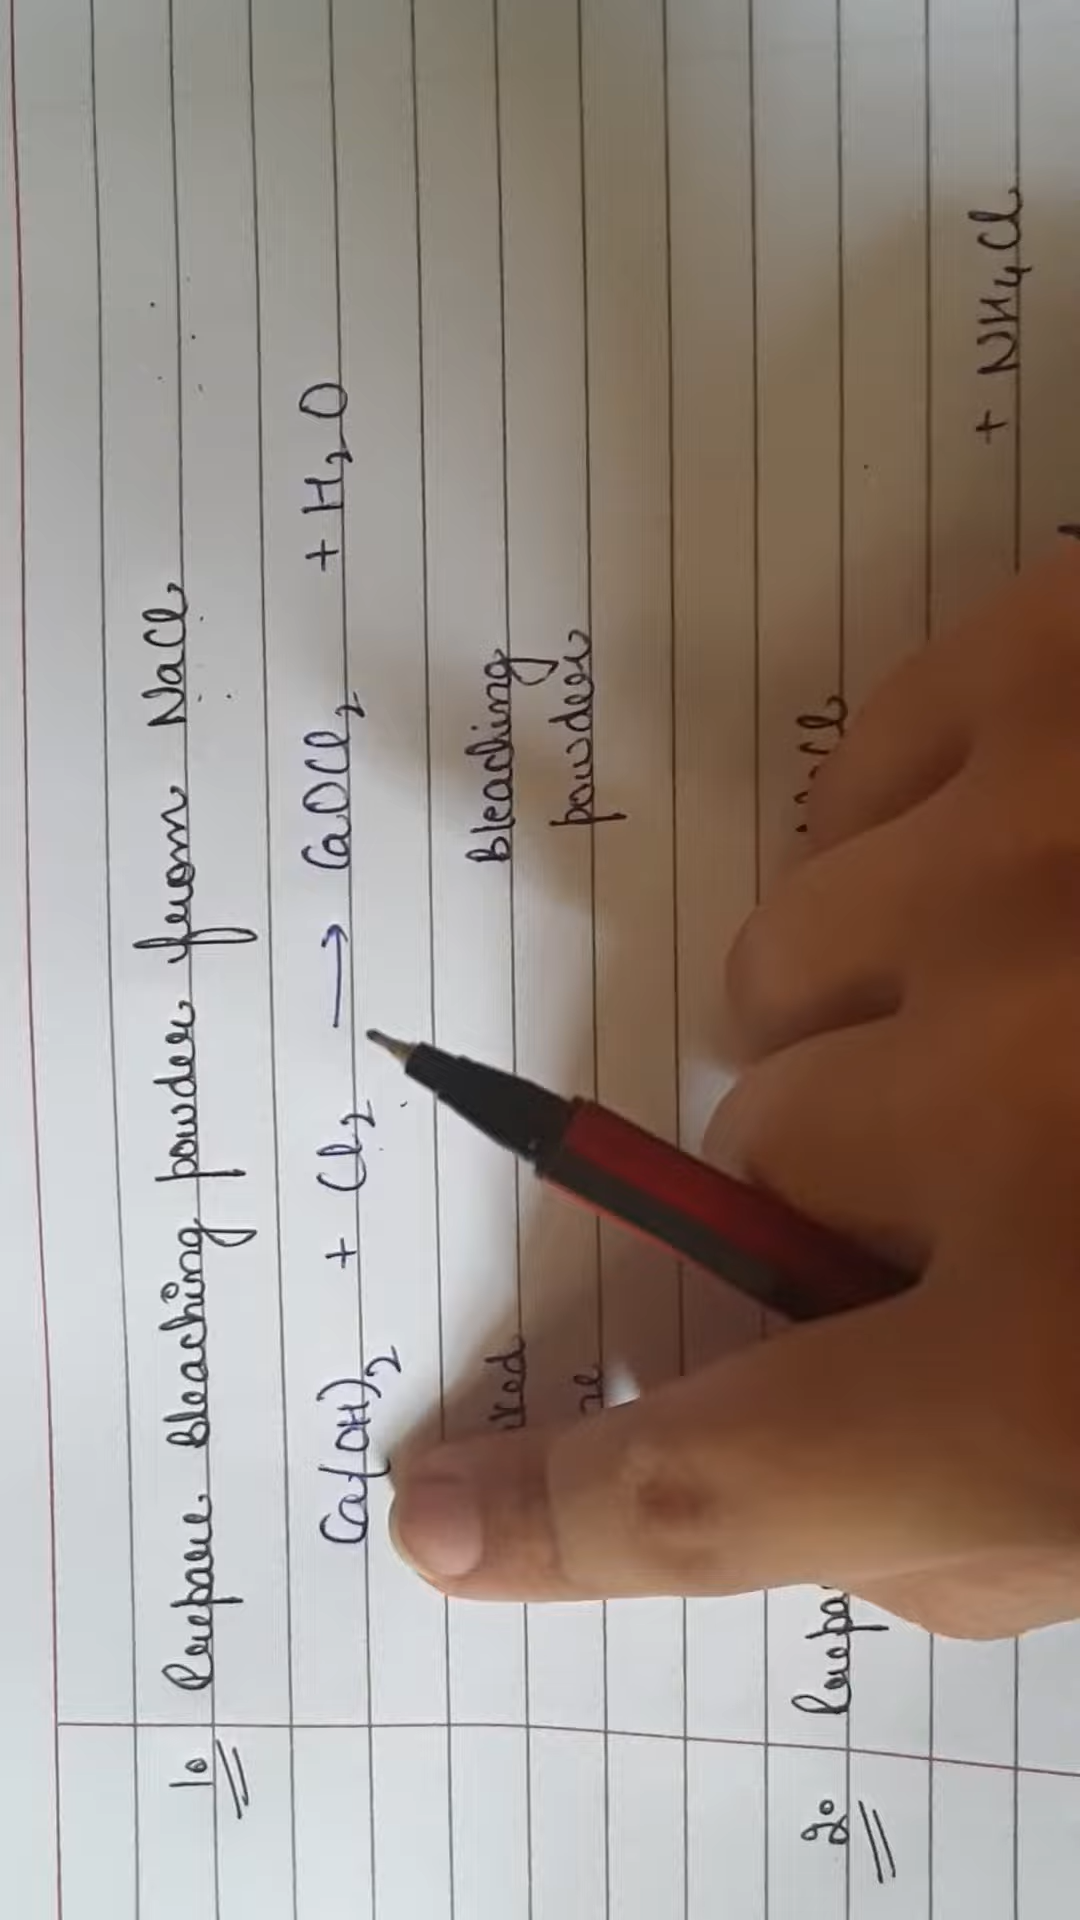 1. Prepare bleaching powder from NaCl
Ca(OH)2 + Cl2 → CaOCl2 + H2O
Bleaching
powder
2.
+ NH4Cl